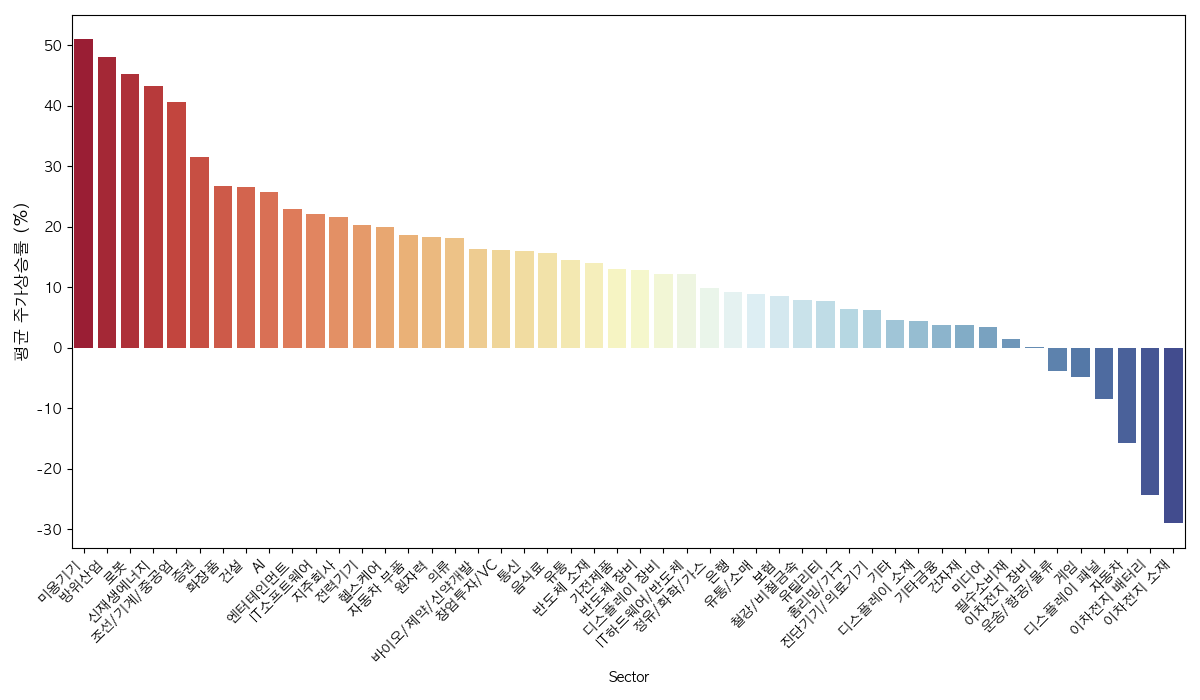 평균 주가상승률 (%)
50
40
30
20
10
0
-10
-20
-30
미용기기
방위산업
로봇
신재생에너지
조선/기계/중공업
증권
화장품
건설
AI
엔터테인먼트
IT소프트웨어
지주회사
전력기기
헬스케어
자동차 부품
원자력
의류
바이오/제약/신약개발
창업투자/VC
통신
음식료
유통
반도체 소재
가전제품
반도체 장비
디스플레이 장비
IT하드웨어/반도체
정유/화학/가스
은행
유통/소매
보험
철강/비철금속
유틸리티
홈리빙/가구
진단기기/의료기기
기타
디스플레이 소재
기타금융
건자재
미디어
필수소비재
이차전지 장비
운송/항공/물류
게임
디스플레이 패널
자동차
이차전지 배터리
이차전지 소재
Sector